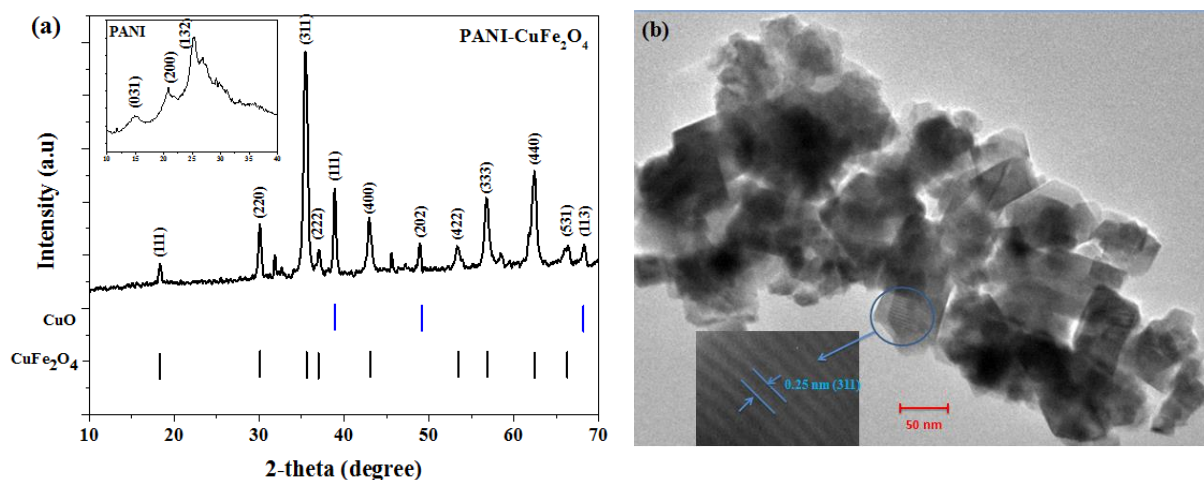 (a)
PANI
(031)
(200)
(132)
10 15 20 25 30 35 40
PANI-CuFe₂O₄
(111)
(220)
(311)
(222)
(111)
(400)
(202)
(422)
(333)
(440)
(531)
(113)
Intensity (a.u)
CuO
CuFe₂O₄
10 20 30 40 50 60 70
2-theta (degree)
(b)
0.25 nm (311)
50 nm